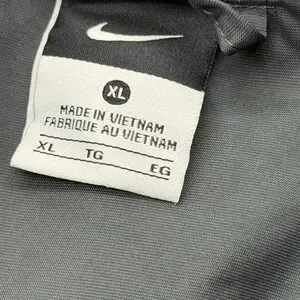 XL
MADE IN VIETNAM
FABRIQUE AU VIETNAM
XL TG EG